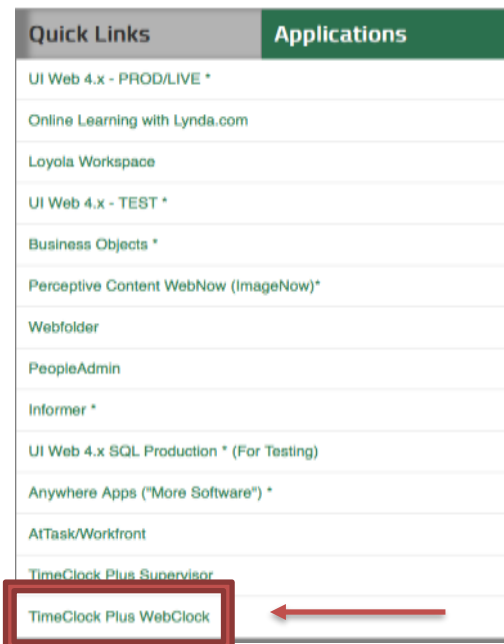 Quick Links
Applications
UI Web 4.x - PROD/LIVE *
Online Learning with Lynda.com
Loyola Workspace
UI Web 4.x - TEST *
Business Objects *
Perceptive Content WebNow (ImageNow)*
Webfolder
PeopleAdmin
Informer *
UI Web 4.x SQL Production * (For Testing)
Anywhere Apps ("More Software") *
AtTask/Workfront
TimeClock Plus Supervisor
TimeClock Plus WebClock